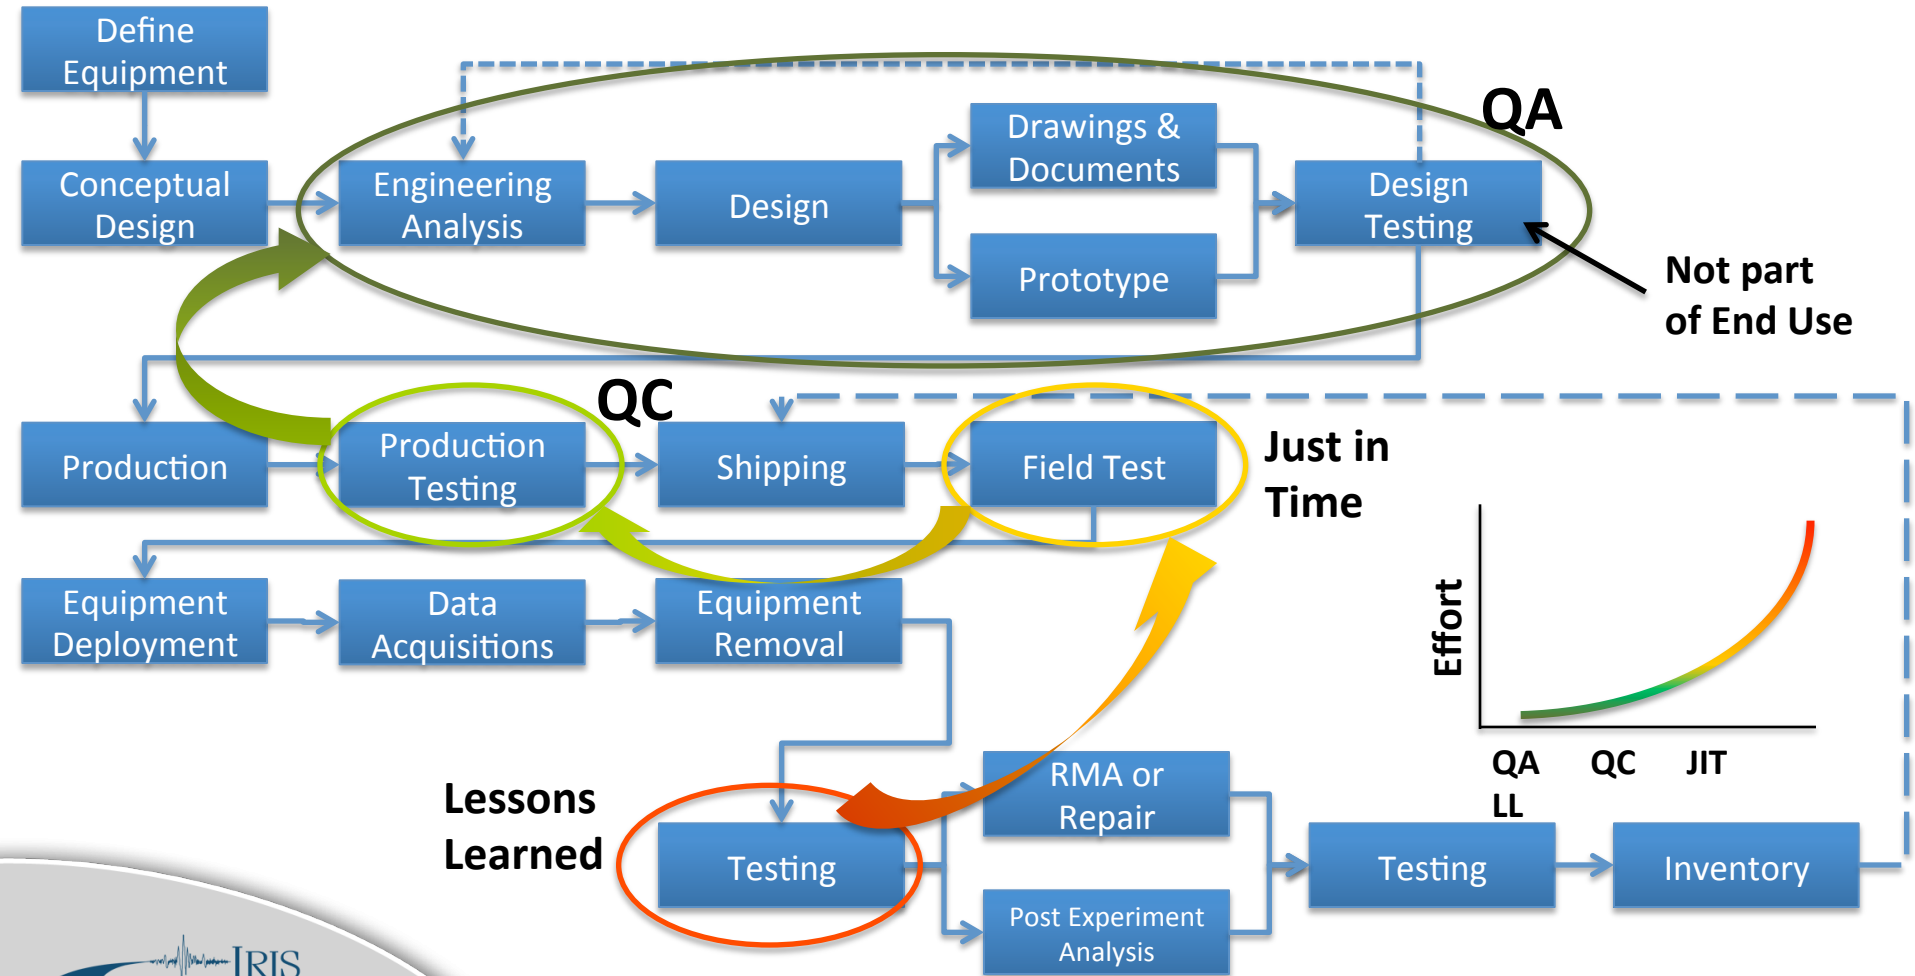 Define
Equipment
QA
Conceptual
Design
Engineering
Analysis
Design
Drawings &
Documents
Prototype
Design
Testing
Not part
of End Use
QC
Production
Production
Testing
Shipping
Field Test
Just in
Time
Equipment
Deployment
Data
Acquisitions
Equipment
Removal
Effort
QA QC JIT
LL
Lessons
Learned
Testing
RMA or
Repair
Post Experiment
Analysis
Testing
Inventory
IRIS